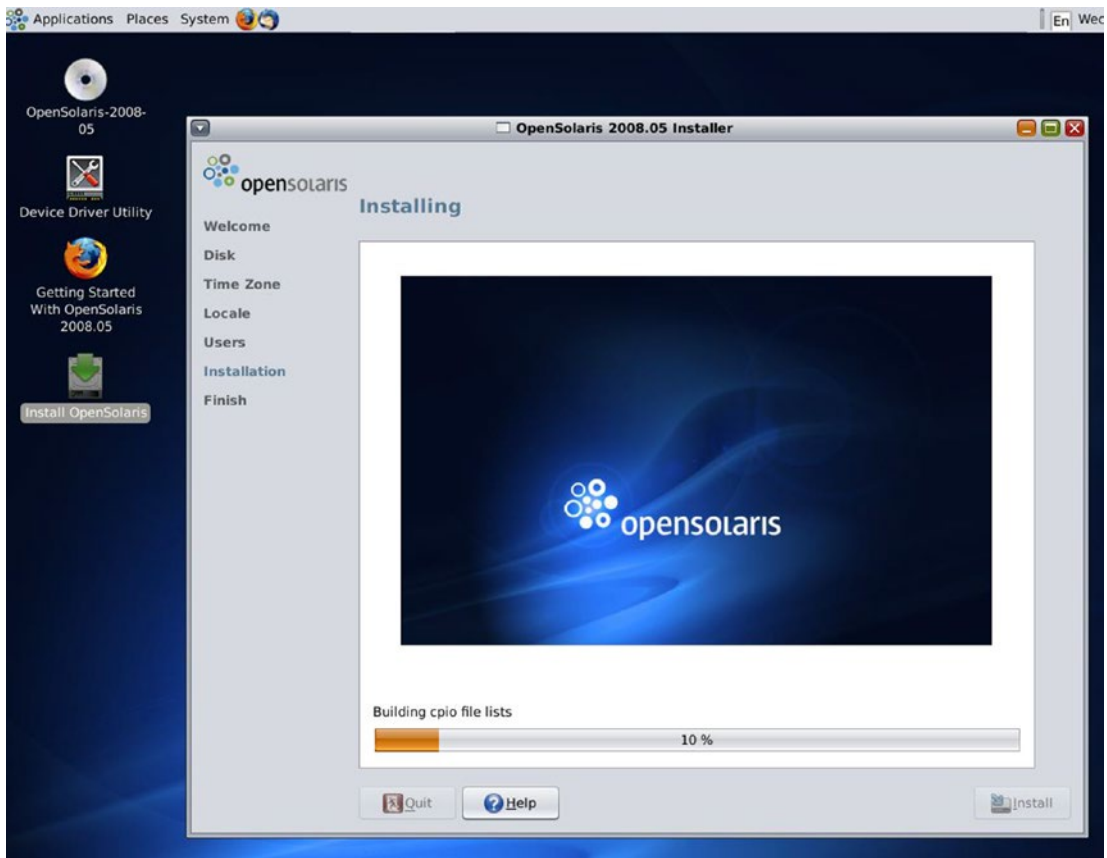 Applications Places System
En Wed
OpenSolaris-2008-
05
Device Driver Utility
Getting Started
With OpenSolaris
2008.05
Install OpenSolaris
OpenSolaris 2008.05 Installer
opensolaris
Welcome
Disk
Time Zone
Locale
Users
Installation
Finish
Installing
opensolaris
Building cpio file lists
10 %
Quit
Help
Install